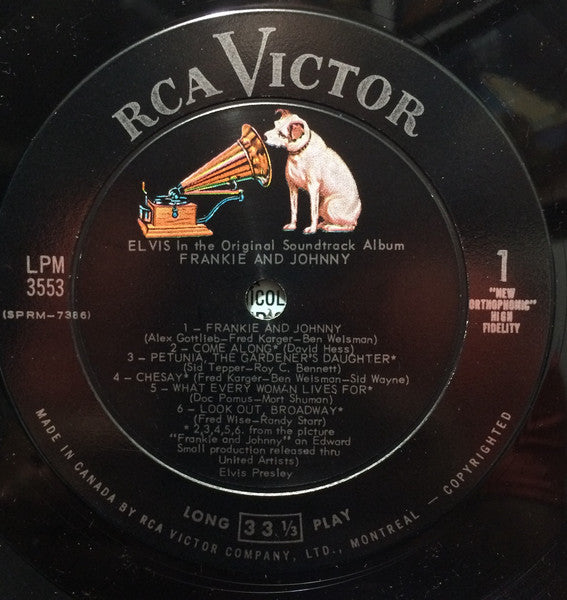 RCA VICTOR
ELVIS In the Original Soundtrack Album
FRANKIE AND JOHNNY
LPM
3553
(SPRM-7386)
1
"NEW
ORTHOPHONIC"
HIGH
FIDELITY
1 – FRANKIE AND JOHNNY
(Alex Gottlieb-Fred Karger-Ben Weisman)
2 – COME ALONG* (David Hess)
3 – PETUNIA, THE GARDENER'S DAUGHTER*
(Sid Tepper-Roy C. Bennett)
4 – CHESAY* (Fred Karger-Ben Weisman-Sid Wayne)
5 – WHAT EVERY WOMAN LIVES FOR*
(Doc Pomus-Mort Shuman)
6 – LOOK OUT, BROADWAY*
(Fred Wise-Randy Starr)
* 2,3,4,5,6, from the picture
"Frankie and Johnny" an Edward
Small production released thru
United Artists)
Elvis Presley
LONG 33 1/3 PLAY
MADE IN CANADA BY RCA VICTOR COMPANY, LTD., MONTREAL — COPYRIGHTED